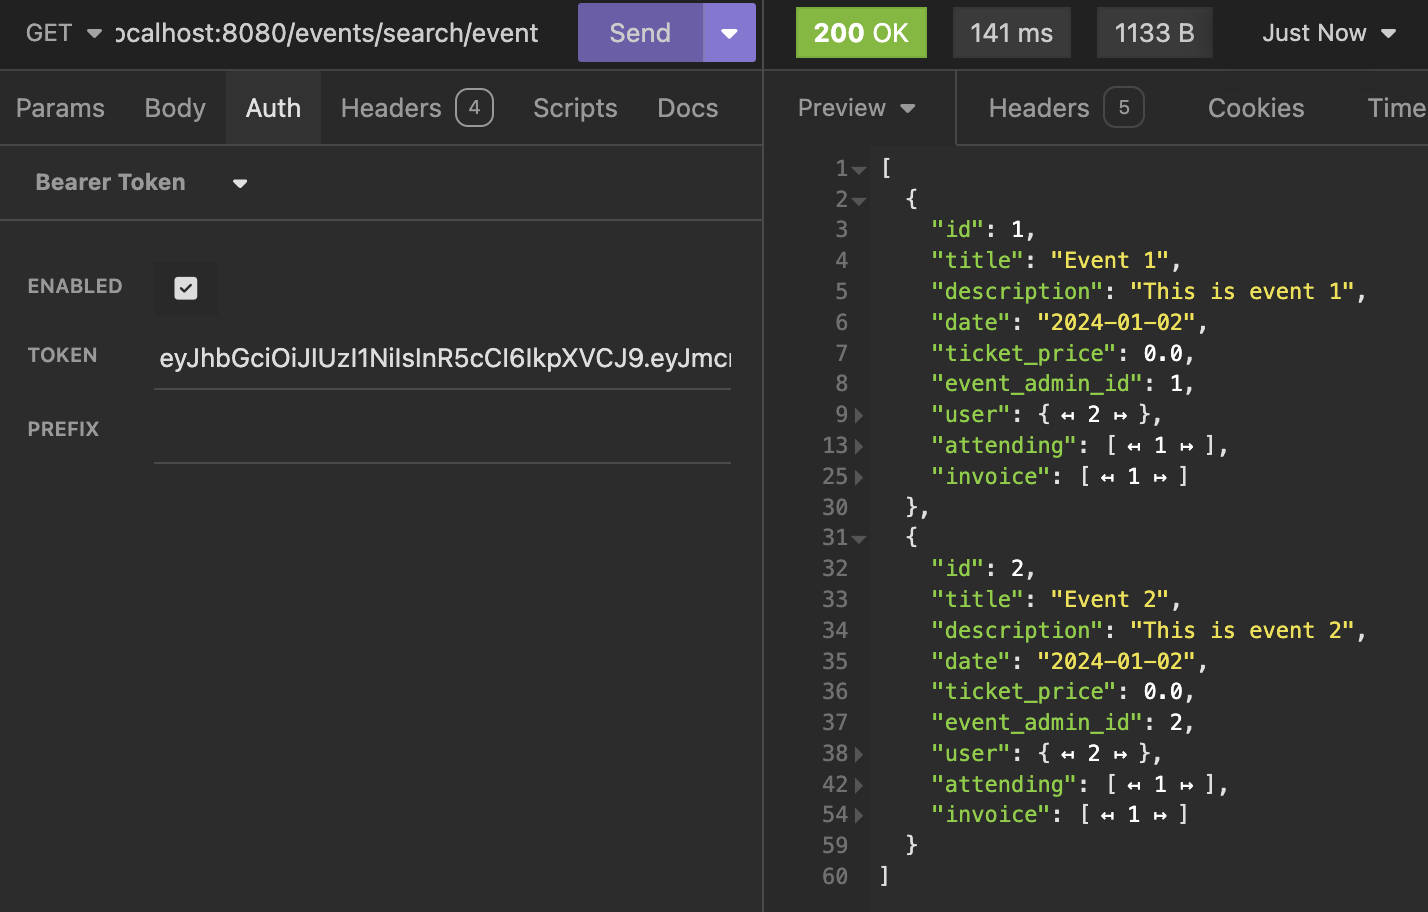 GET ocalhost:8080/events/search/event Send
200 OK 141 ms 1133 B Just Now
Params Body Auth Headers 4 Scripts Docs
Preview Headers 5 Cookies Time
Bearer Token
ENABLED
TOKEN eyJhbGciOiJIUzI1NiIsInR5cCI6IkpXVCJ9.eyJmcm
PREFIX
1 [
2 {
3 "id": 1,
4 "title": "Event 1",
5 "description": "This is event 1",
6 "date": "2024-01-02",
7 "ticket_price": 0.0,
8 "event_admin_id": 1,
9 "user": { ↤ 2 ↦ },
13 "attending": [ ↤ 1 ↦ ],
25 "invoice": [ ↤ 1 ↦ ]
30 },
31 {
32 "id": 2,
33 "title": "Event 2",
34 "description": "This is event 2",
35 "date": "2024-01-02",
36 "ticket_price": 0.0,
37 "event_admin_id": 2,
38 "user": { ↤ 2 ↦ },
42 "attending": [ ↤ 1 ↦ ],
54 "invoice": [ ↤ 1 ↦ ]
59 }
60 ]